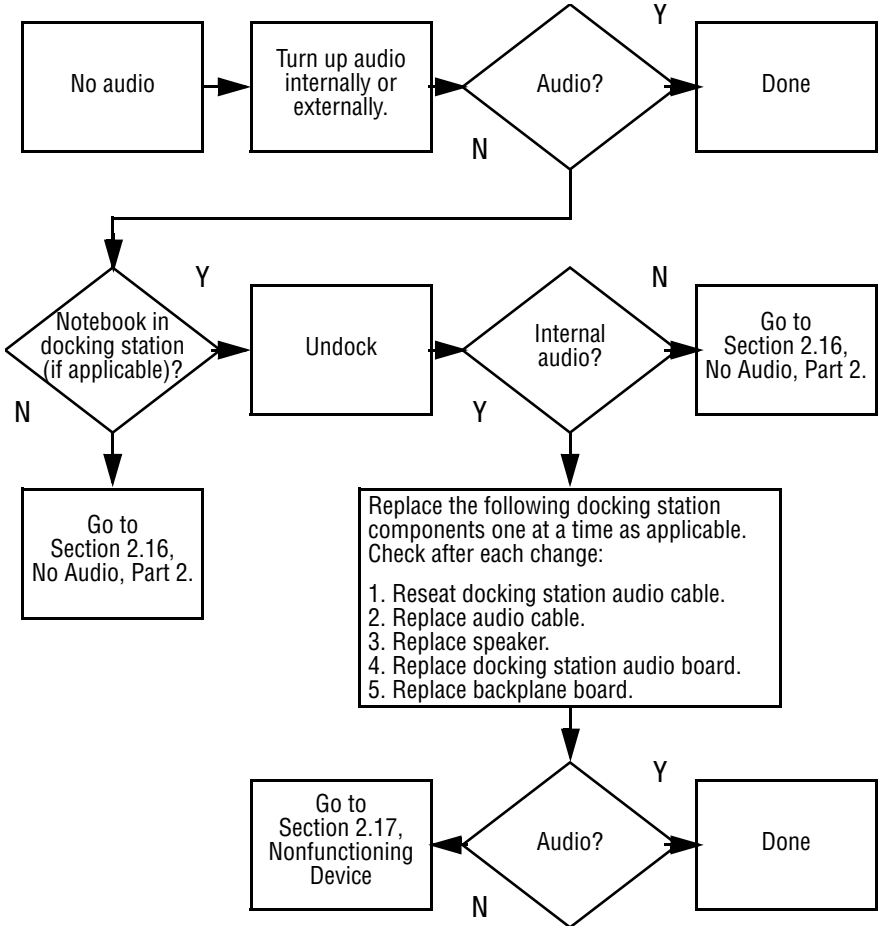 Y
No audio
Turn up audio
internally or
externally.
Audio?
Done
N
Y
Notebook in
docking station
(if applicable)?
N
Undock
Internal
audio?
N
Y
Go to
Section 2.16,
No Audio, Part 2.
Go to
Section 2.16,
No Audio, Part 2.
Replace the following docking station
components one at a time as applicable.
Check after each change:
1. Reseat docking station audio cable.
2. Replace audio cable.
3. Replace speaker.
4. Replace docking station audio board.
5. Replace backplane board.
Y
Go to
Section 2.17,
Nonfunctioning
Device
Audio?
Done
N